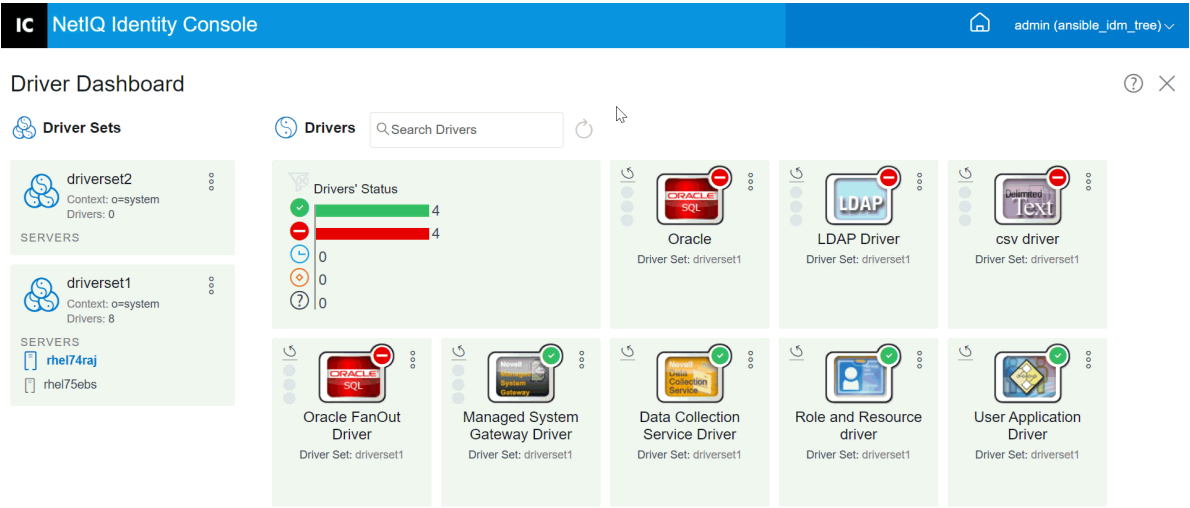 IC NetIQ Identity Console
admin (ansible_idm_tree)
Driver Dashboard
?
Driver Sets
driverset2
Context: o=system
Drivers: 0
SERVERS
driverset1
Context: o=system
Drivers: 8
SERVERS
rhel74raj
rhel75ebs
Drivers
Search Drivers
Drivers' Status
4
4
0
0
? 0
ORACLE
SQL
Oracle
Driver Set: driverset1
LDAP
LDAP Driver
Driver Set: driverset1
Delimited
Text
csv driver
Driver Set: driverset1
ORACLE
SQL
Oracle FanOut
Driver
Driver Set: driverset1
Novell
Managed
System
Gateway
Managed System
Gateway Driver
Driver Set: driverset1
Novell
Data
Collection
Service
Data Collection
Service Driver
Driver Set: driverset1
Role and Resource
driver
Driver Set: driverset1
User Application
Driver
Driver Set: driverset1